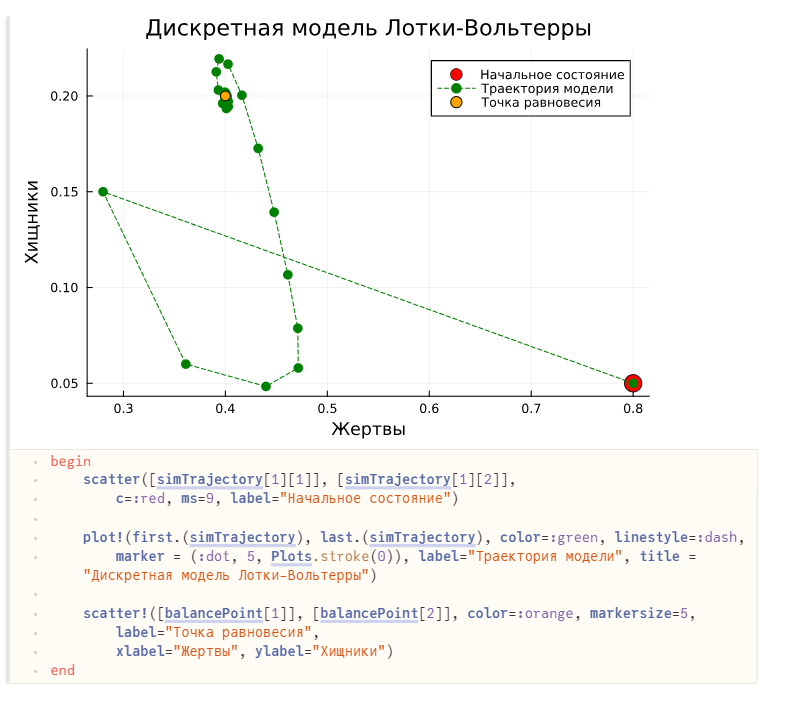 Дискретная модель Лотки-Вольтерры
Начальное состояние
Траектория модели
Точка равновесия
0.20
0.15
0.10
0.05
Хищники
0.3 0.4 0.5 0.6 0.7 0.8
Жертвы
begin
scatter([simTrajectory[1][1]], [simTrajectory[1][2]],
c=:red, ms=9, label="Начальное состояние")
plot!(first.(simTrajectory), last.(simTrajectory), color=:green, linestyle=:dash,
marker = (:dot, 5, Plots.stroke(0)), label="Траектория модели", title =
"Дискретная модель Лотки-Вольтерры")
scatter!([balancePoint[1]], [balancePoint[2]], color=:orange, markersize=5,
label="Точка равновесия",
xlabel="Жертвы", ylabel="Хищники")
end